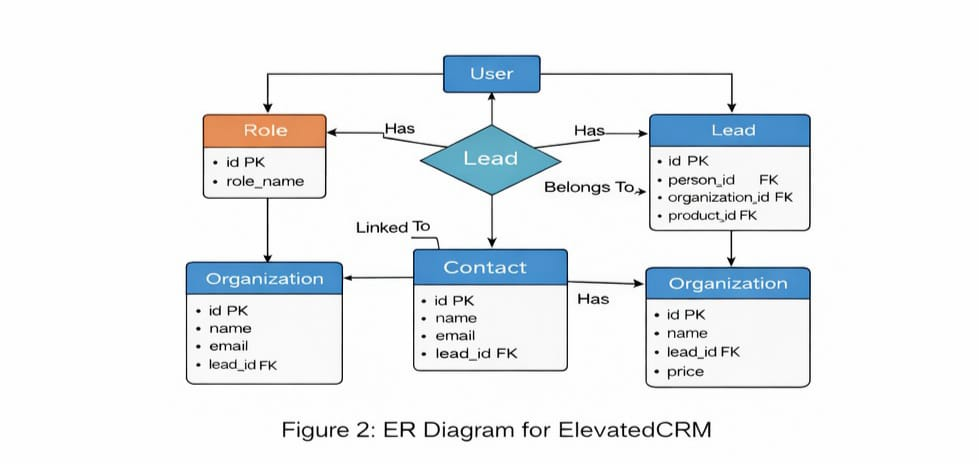 User
Role
• id PK
• role_name
Has
Lead
Has
Belongs To
Lead
• id PK
• person_id FK
• organization_id FK
• product_id FK
Linked To
Organization
• id PK
• name
• email
• lead_id FK
Contact
• id PK
• name
• email
• lead_id FK
Has
Organization
• id PK
• name
• lead_id FK
• price
Figure 2: ER Diagram for ElevatedCRM